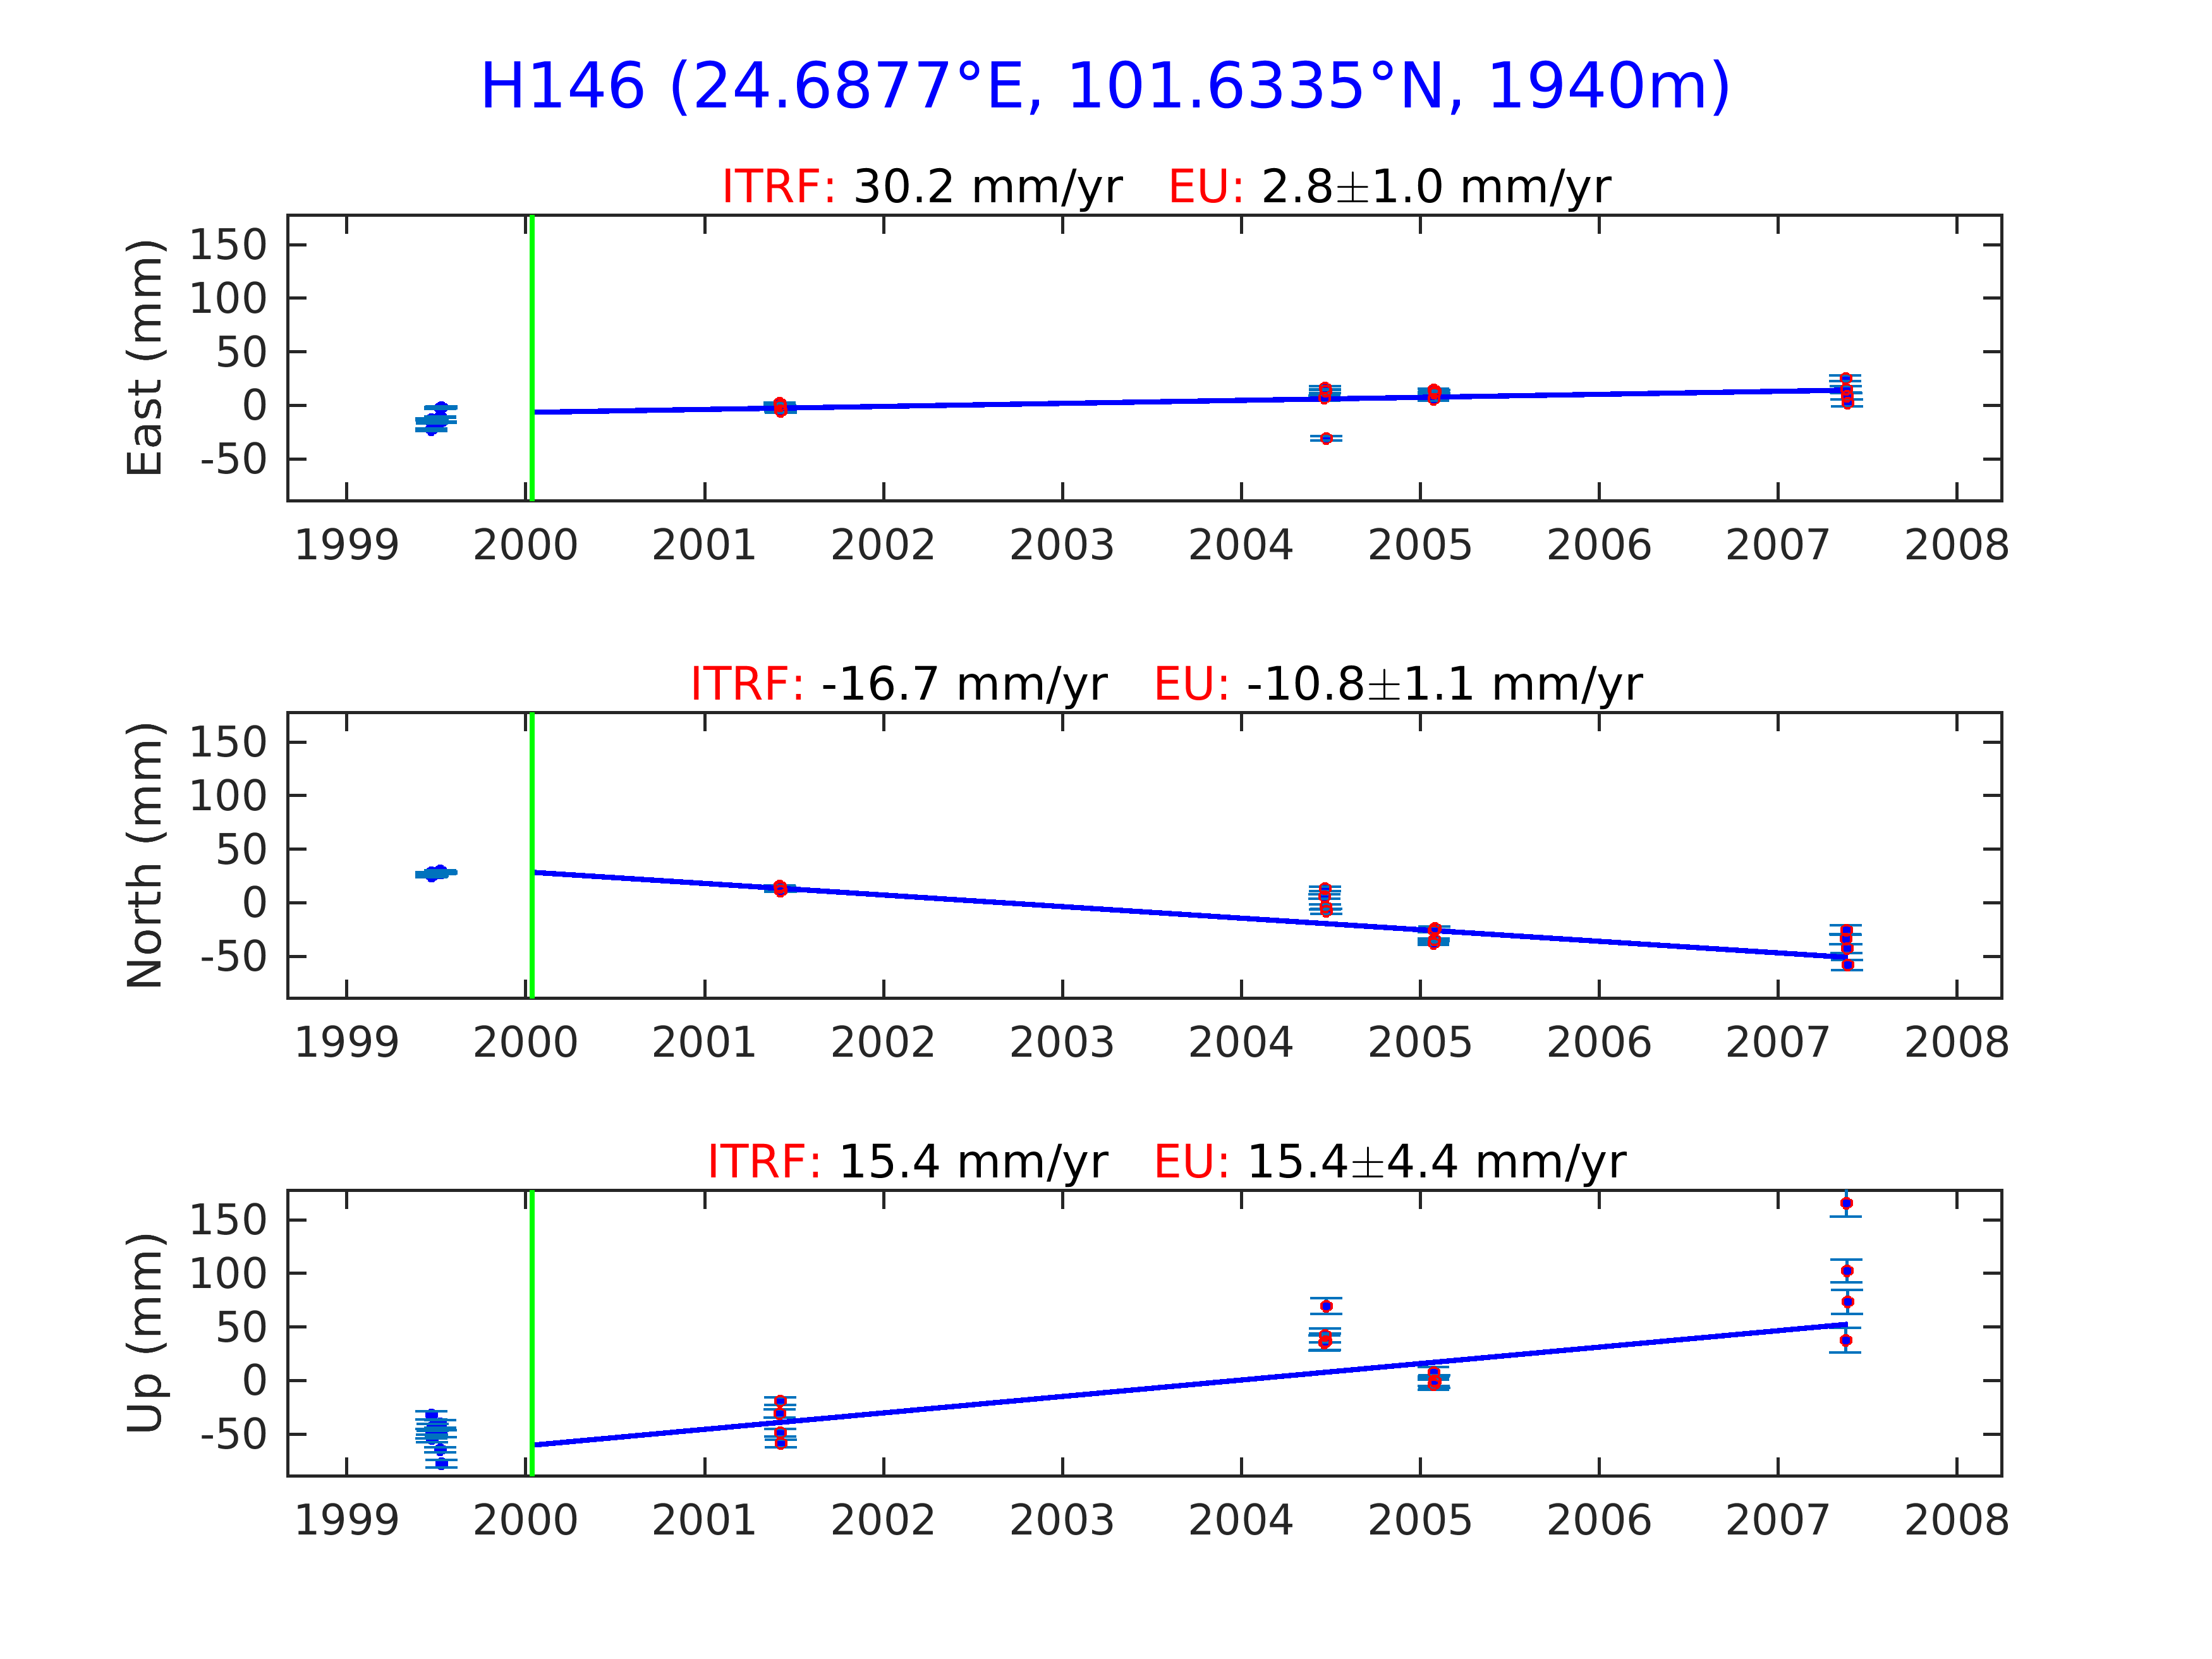 H146 (24.6877°E, 101.6335°N, 1940m)
ITRF: 30.2 mm/yr EU: 2.8±1.0 mm/yr
East (mm)
150
100
50
0
-50
1999 2000 2001 2002 2003 2004 2005 2006 2007 2008
ITRF: -16.7 mm/yr EU: -10.8±1.1 mm/yr
North (mm)
150
100
50
0
-50
1999 2000 2001 2002 2003 2004 2005 2006 2007 2008
ITRF: 15.4 mm/yr EU: 15.4±4.4 mm/yr
Up (mm)
150
100
50
0
-50
1999 2000 2001 2002 2003 2004 2005 2006 2007 2008